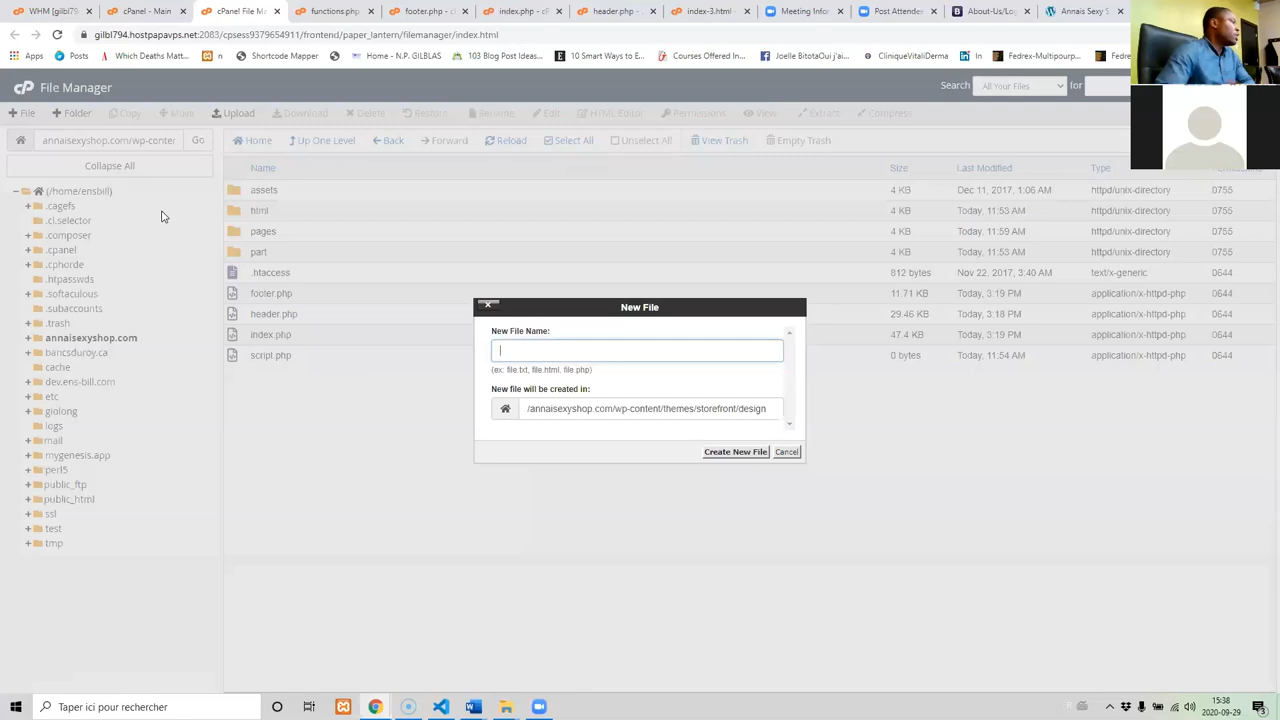 WHM [gilbl794 cPanel - Main cPanel File M functions.php footer.php - c index.php - cP header.php - index-3.html - Meeting Infor Post Attende About-Us/Log Annais Sexy S
gilbl794.hostpapavps.net:2083/cpsess9379654911/frontend/paper_lantern/filemanager/index.html
Apps Posts Which Deaths Matt... n Shortcode Mapper Home - N.P. GILBLAS 103 Blog Post Ideas... 10 Smart Ways to E... Courses Offered In... Joelle BitotaOui j'ai... CliniqueVitaliDerma In Fedrex-Multipourp... Fedrex-
cP File Manager Search All Your Files for
File Folder Copy Move Upload Download Delete Restore Rename Edit HTML Editor Permissions View Extract Compress
annaisexyshop.com/wp-conter Go Home Up One Level Back Forward Reload Select All Unselect All View Trash Empty Trash
Collapse All
Name Size Last Modified Type
(/home/ensbill)
.cagefs
.cl.selector
.composer
.cpanel
.cphorde
.htpasswds
.softaculous
.subaccounts
.trash
annaisexyshop.com
bancsduroy.ca
cache
dev.ens-bill.com
etc
giolong
logs
mail
mygenesis.app
perl5
public_ftp
public_html
ssl
test
tmp
assets 4 KB Dec 11, 2017, 1:06 AM httpd/unix-directory 0755
html 4 KB Today, 11:53 AM httpd/unix-directory 0755
pages 4 KB Today, 11:59 AM httpd/unix-directory 0755
part 4 KB Today, 11:53 AM httpd/unix-directory 0755
.htaccess 812 bytes Nov 22, 2017, 3:40 AM text/x-generic 0644
footer.php 11.71 KB Today, 3:19 PM application/x-httpd-php 0644
header.php 29.46 KB Today, 3:18 PM application/x-httpd-php 0644
index.php 47.4 KB Today, 3:19 PM application/x-httpd-php 0644
script.php 0 bytes Today, 11:54 AM application/x-httpd-php 0644
New File
New File Name:
(ex: file.txt, file.html, file.php)
New file will be created in:
/annaisexyshop.com/wp-content/themes/storefront/design
Create New File Cancel
Taper ici pour rechercher
15:38
2020-09-29